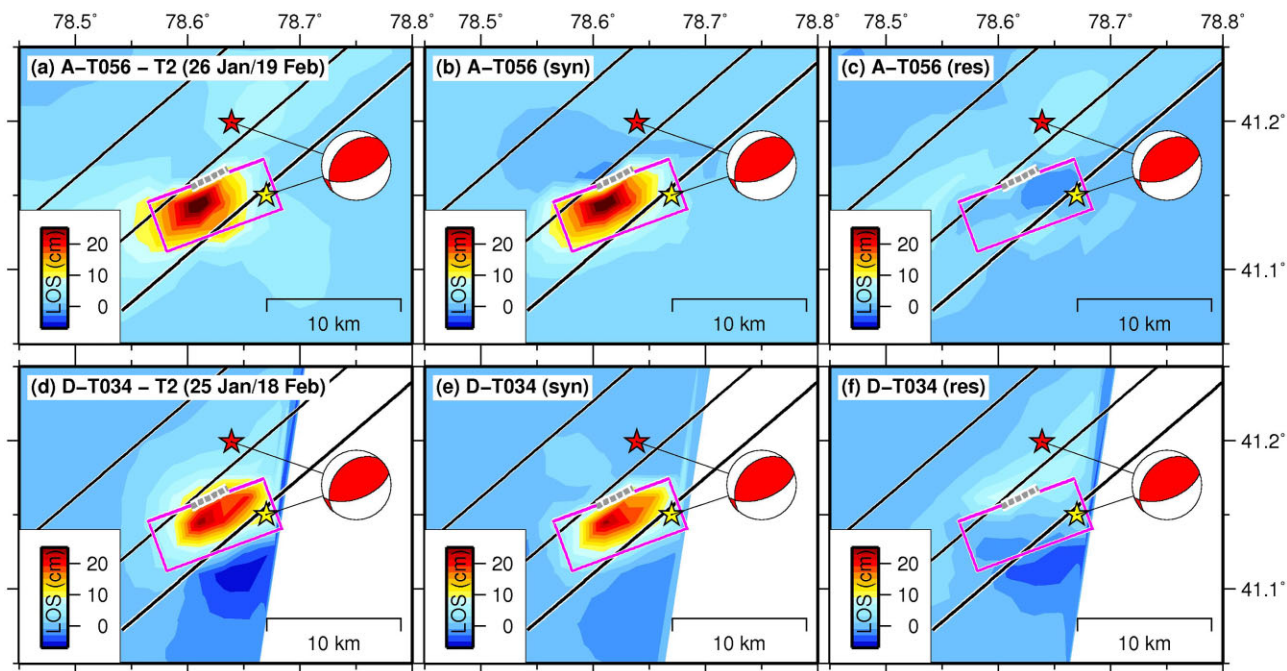 78.5° 78.6° 78.7° 78.8° 78.6° 78.7° 78.8° 78.6° 78.7° 78.8°
(a) A−T056 − T2 (26 Jan/19 Feb) (b) A−T056 (syn) (c) A−T056 (res)
41.2°
LOS (cm) 20 10 0 LOS (cm) 20 10 0 LOS (cm) 20 10 0
41.1°
10 km 10 km 10 km
(d) D−T034 − T2 (25 Jan/18 Feb) (e) D−T034 (syn) (f) D−T034 (res)
41.2°
LOS (cm) 20 10 0 LOS (cm) 20 10 0 LOS (cm) 20 10 0
41.1°
10 km 10 km 10 km